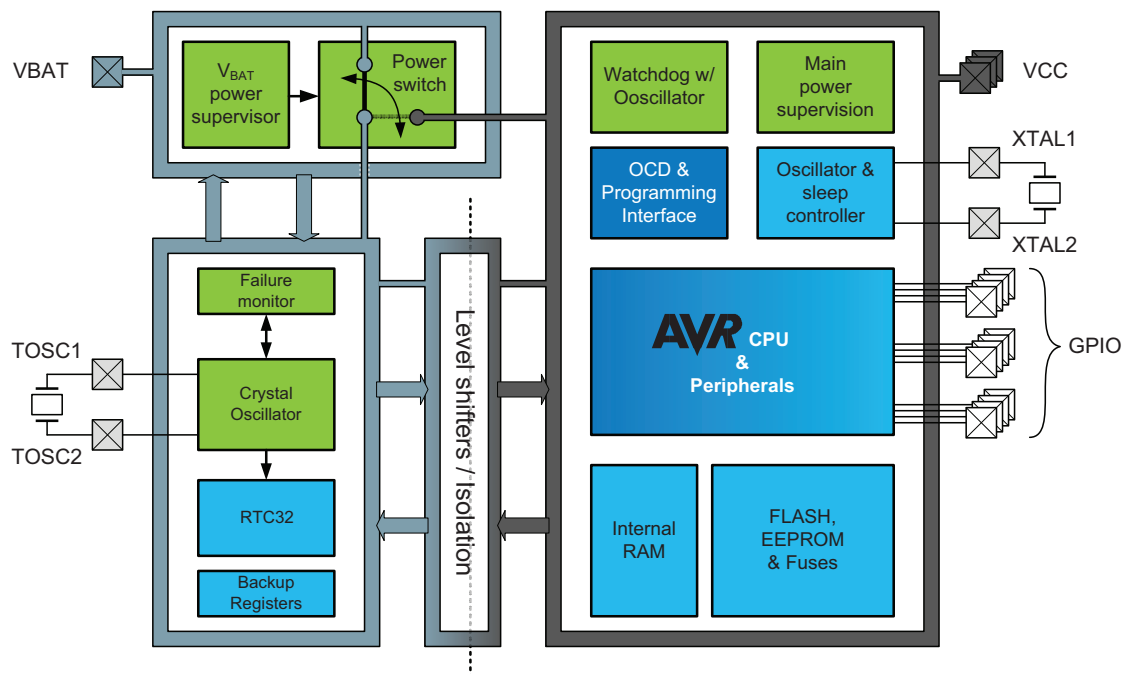 VBAT
VBAT
power
supervisor
Power
switch
Watchdog w/
Ooscillator
Main
power
supervision
VCC
OCD &
Programming
Interface
Oscillator &
sleep
controller
XTAL1
XTAL2
Failure
monitor
TOSC1
TOSC2
Crystal
Oscillator
RTC32
Backup
Registers
Level shifters / Isolation
AVR CPU
&
Peripherals
GPIO
Internal
RAM
FLASH,
EEPROM
& Fuses